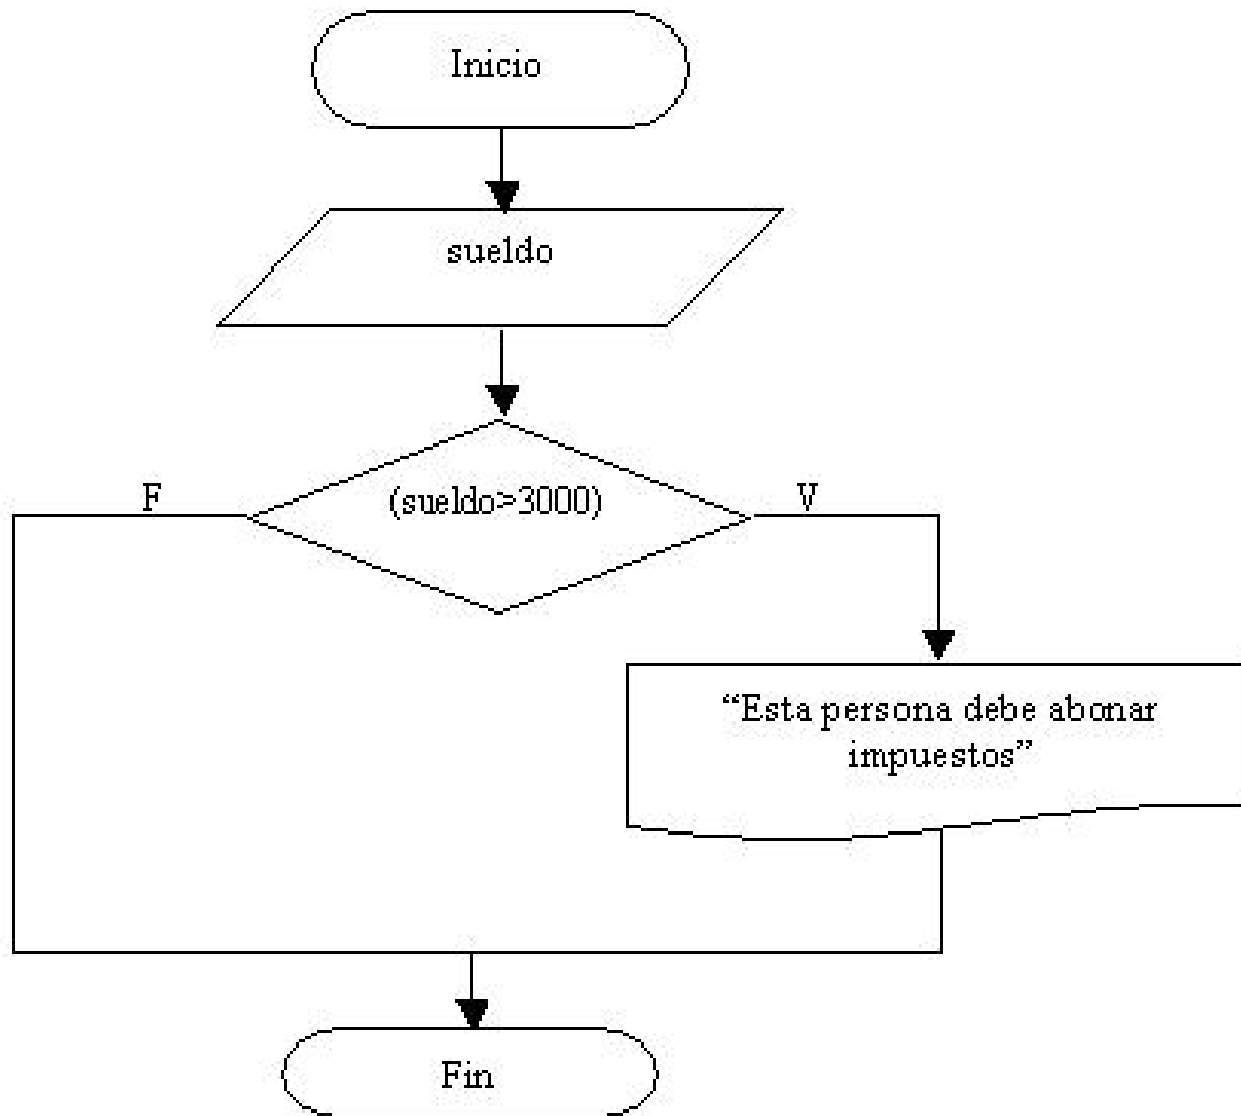 Inicio
sueldo
(sueldo>3000)
F
V
“Esta persona debe abonar
impuestos”
Fin